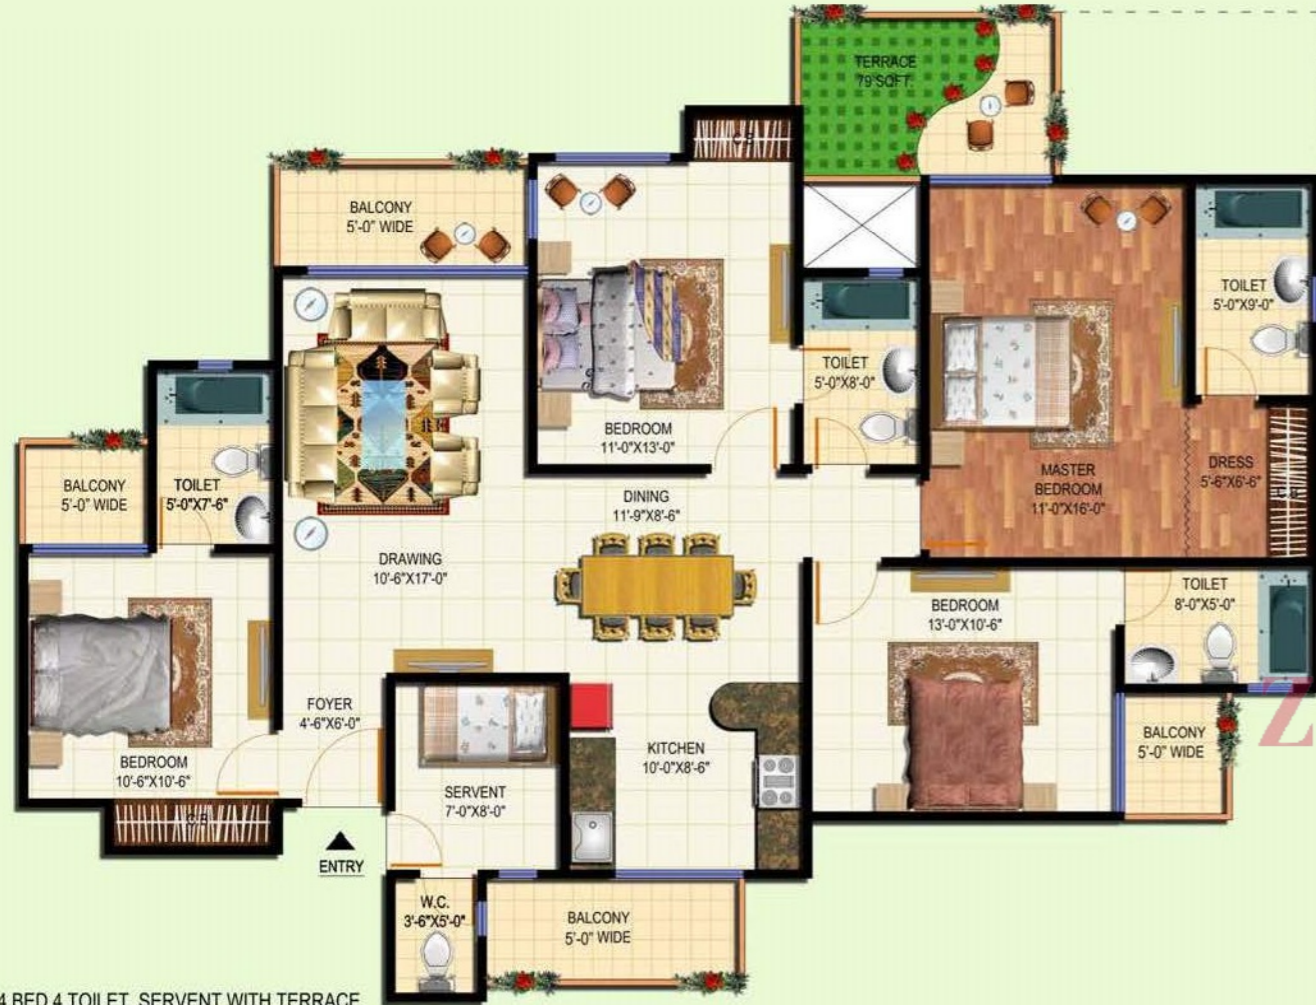 TERRACE
79 SQFT.
C.B
BALCONY
5'-0" WIDE
TOILET
5'-0"X9'-0"
TOILET
5'-0"X8'-0"
BEDROOM
11'-0"X13'-0"
MASTER
BEDROOM
11'-0"X16'-0"
DRESS
5'-6"X6'-6"
BALCONY
5'-0" WIDE
TOILET
5'-0"X7'-6"
DINING
11'-9"X8'-6"
DRAWING
10'-6"X17'-0"
BEDROOM
13'-0"X10'-6"
TOILET
8'-0"X5'-0"
Z
FOYER
4'-6"X6'-0"
BALCONY
5'-0" WIDE
BEDROOM
10'-6"X10'-6"
KITCHEN
10'-0"X8'-6"
SERVENT
7'-0"X8'-0"
C.B
ENTRY
W.C.
3'-6"X5'-0"
BALCONY
5'-0" WIDE
4 BED 4 TOILET, SERVENT WITH TERRACE